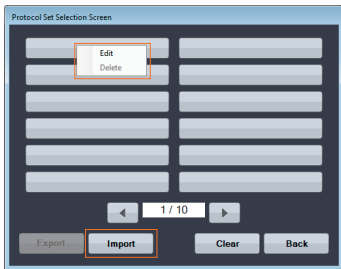 Protocol Set Selection Screen
Edit
Delete
1 / 10
Export Import Clear Back